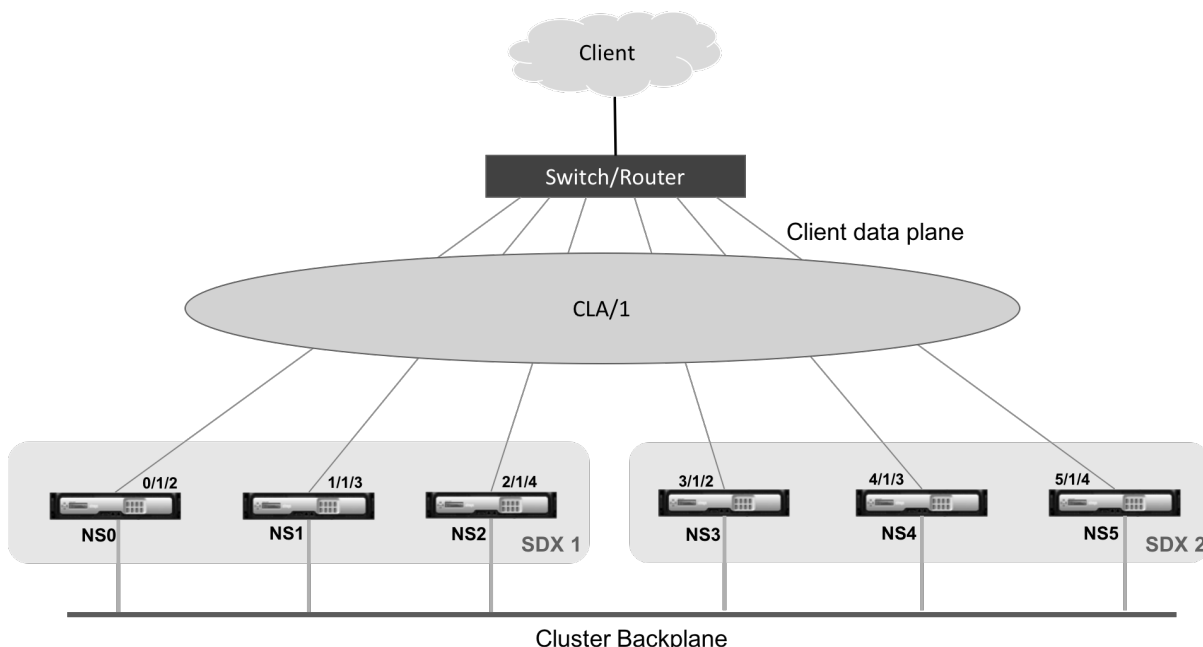 Client
Switch/Router
Client data plane
CLA/1
0/1/2
1/1/3
2/1/4
3/1/2
4/1/3
5/1/4
NS0
NS1
NS2
SDX 1
NS3
NS4
NS5
SDX 2
Cluster Backplane